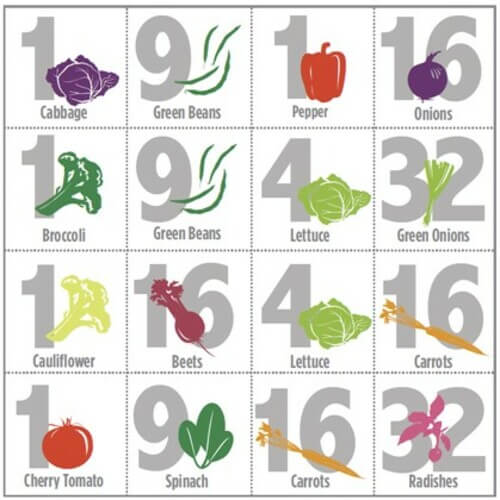 1 9 1 16
Cabbage Green Beans Pepper Onions
1 9 4 32
Broccoli Green Beans Lettuce Green Onions
1 16 4 16
Cauliflower Beets Lettuce Carrots
1 9 16 32
Cherry Tomato Spinach Carrots Radishes